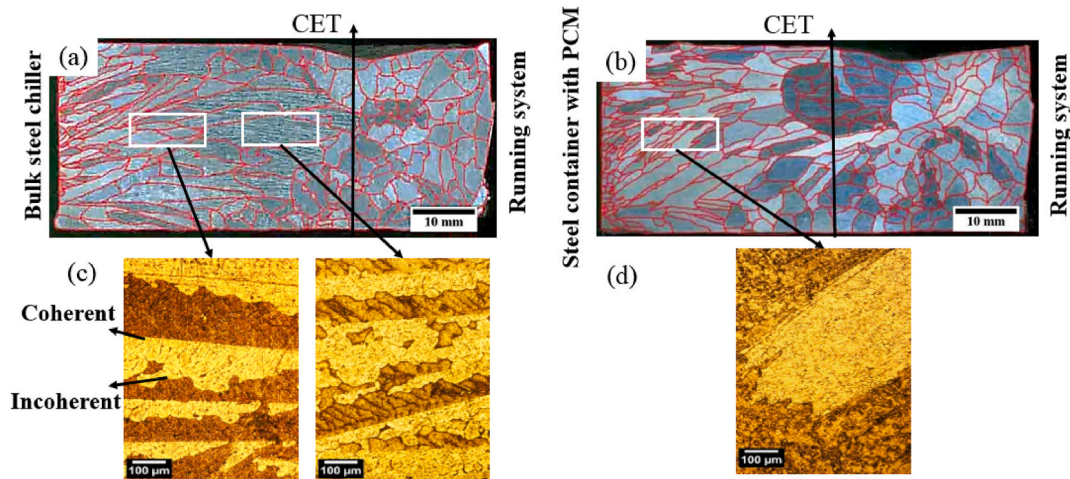 CET
(a)
Bulk steel chiller
Running system
10 mm
CET
(b)
Steel container with PCM
Running system
10 mm
(c)
Coherent
Incoherent
100 µm
100 µm
(d)
100 µm